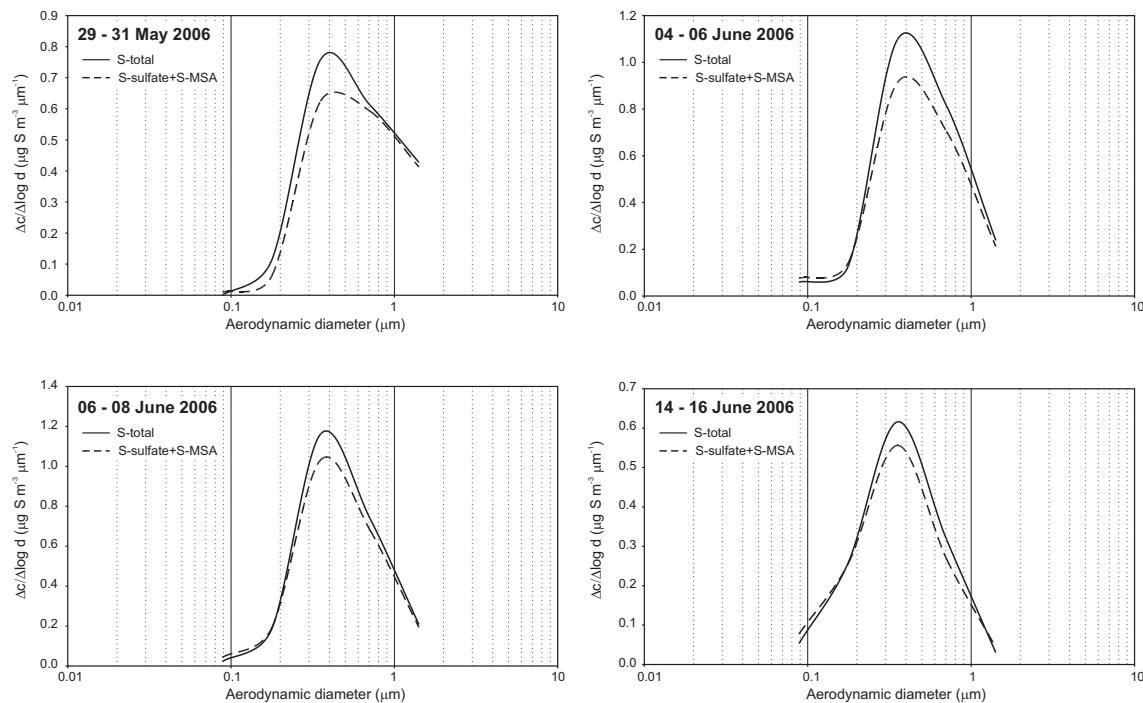 29 - 31 May 2006
S-total
S-sulfate+S-MSA
Δc/Δlog d (μg S m⁻³ μm⁻¹)
0.9
0.8
0.7
0.6
0.5
0.4
0.3
0.2
0.1
0.0
0.01 0.1 1 10
Aerodynamic diameter (μm)
04 - 06 June 2006
S-total
S-sulfate+S-MSA
Δc/Δlog d (μg S m⁻³ μm⁻¹)
1.2
1.0
0.8
0.6
0.4
0.2
0.0
0.01 0.1 1 10
Aerodynamic diameter (μm)
06 - 08 June 2006
S-total
S-sulfate+S-MSA
Δc/Δlog d (μg S m⁻³ μm⁻¹)
1.4
1.2
1.0
0.8
0.6
0.4
0.2
0.0
0.01 0.1 1 10
Aerodynamic diameter (μm)
14 - 16 June 2006
S-total
S-sulfate+S-MSA
Δc/Δlog d (μg S m⁻³ μm⁻¹)
0.7
0.6
0.5
0.4
0.3
0.2
0.1
0.0
0.01 0.1 1 10
Aerodynamic diameter (μm)